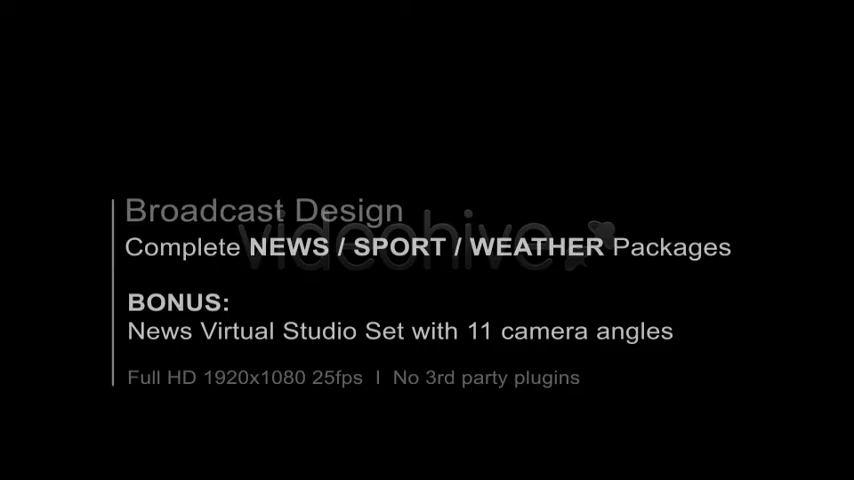 Broadcast Design
Complete NEWS / SPORT / WEATHER Packages
videohive
BONUS:
News Virtual Studio Set with 11 camera angles
Full HD 1920x1080 25fps I No 3rd party plugins